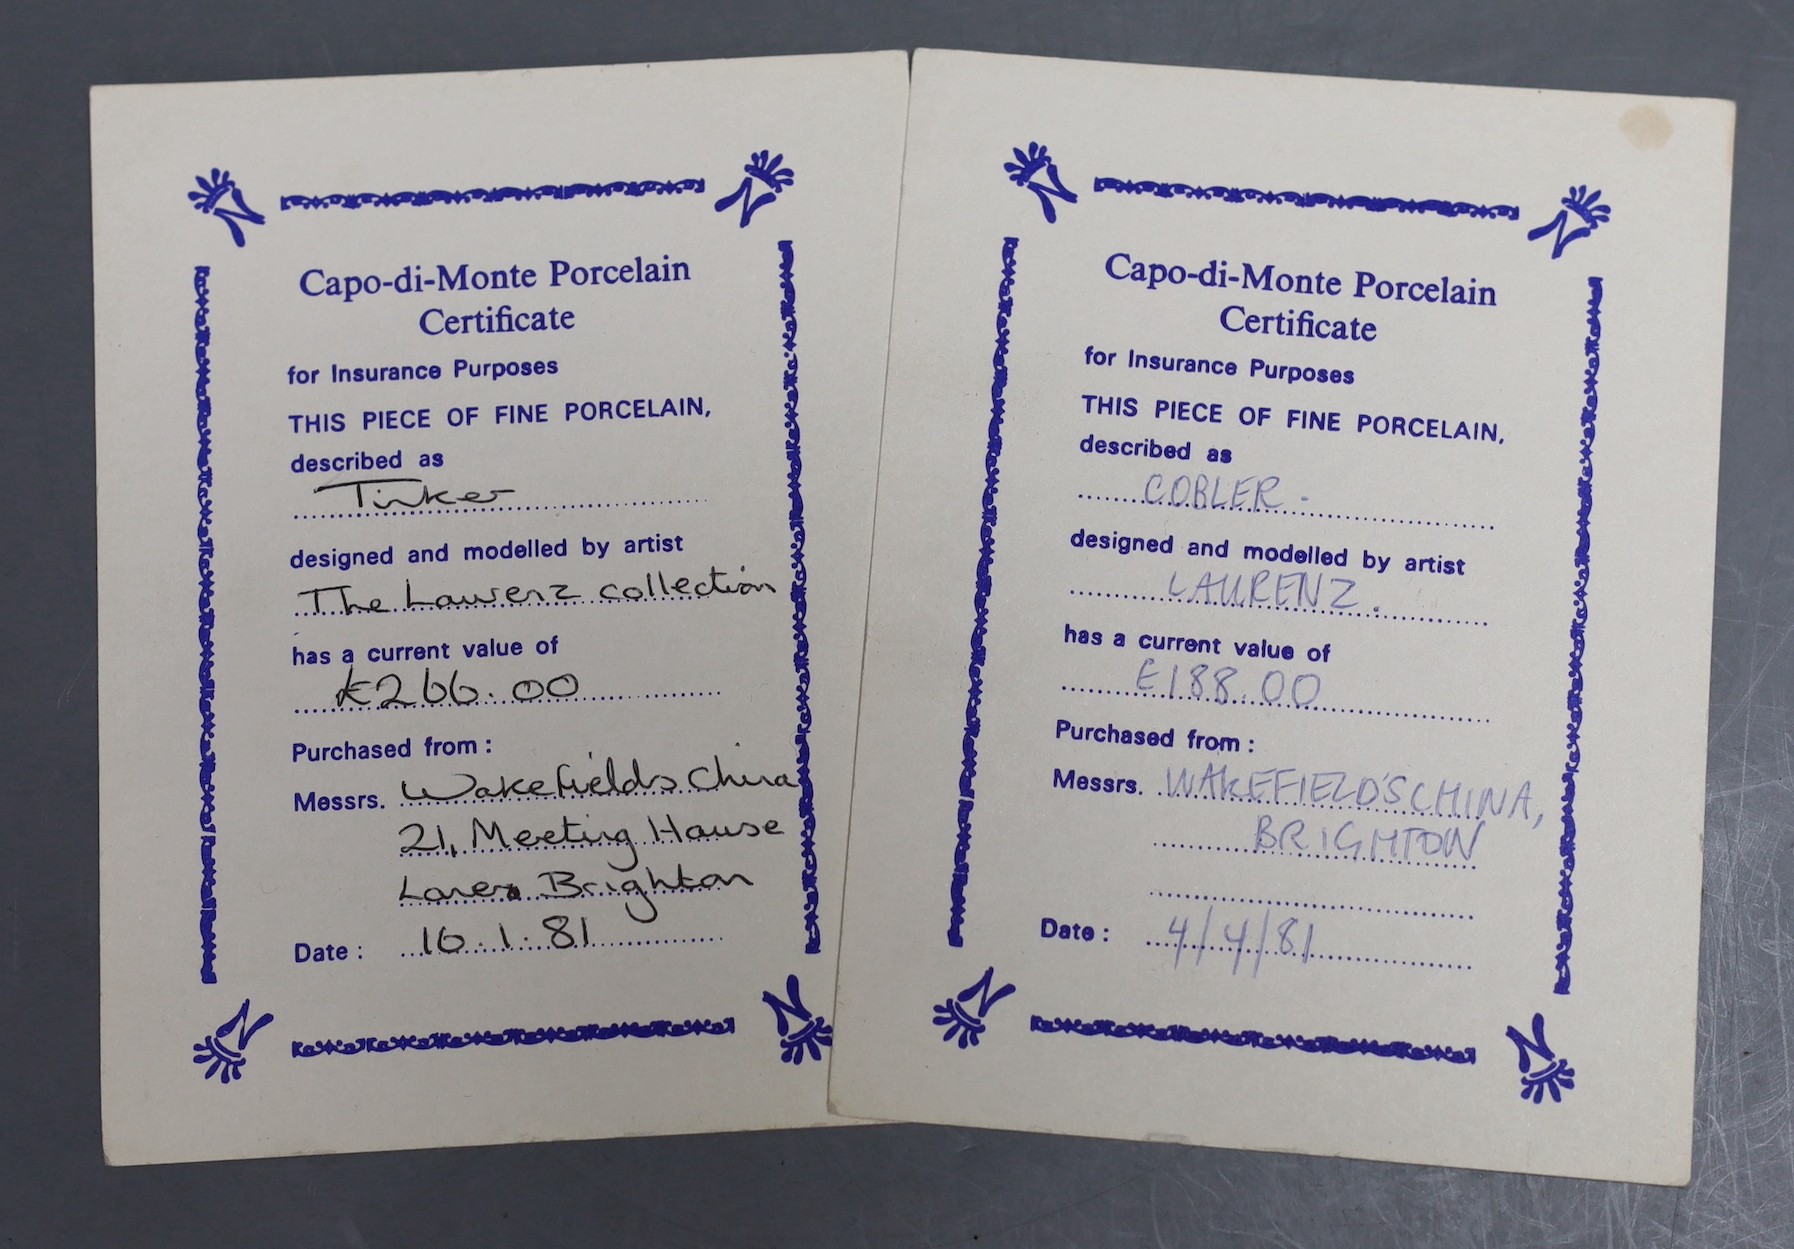 Capo-di-Monte Porcelain
Certificate
for Insurance Purposes
THIS PIECE OF FINE PORCELAIN,
described as
Tinker
designed and modelled by artist
The Laurenz collection
has a current value of
£266.00
Purchased from :
Messrs. Wakefields China
21, Meeting House
Lanes Brighton
Date : 16.1.81
Capo-di-Monte Porcelain
Certificate
for Insurance Purposes
THIS PIECE OF FINE PORCELAIN,
described as
COBLER.
designed and modelled by artist
LAURENZ.
has a current value of
£188.00
Purchased from :
Messrs. WAKEFIELD'S CHINA,
BRIGHTON
Date : 4/4/81